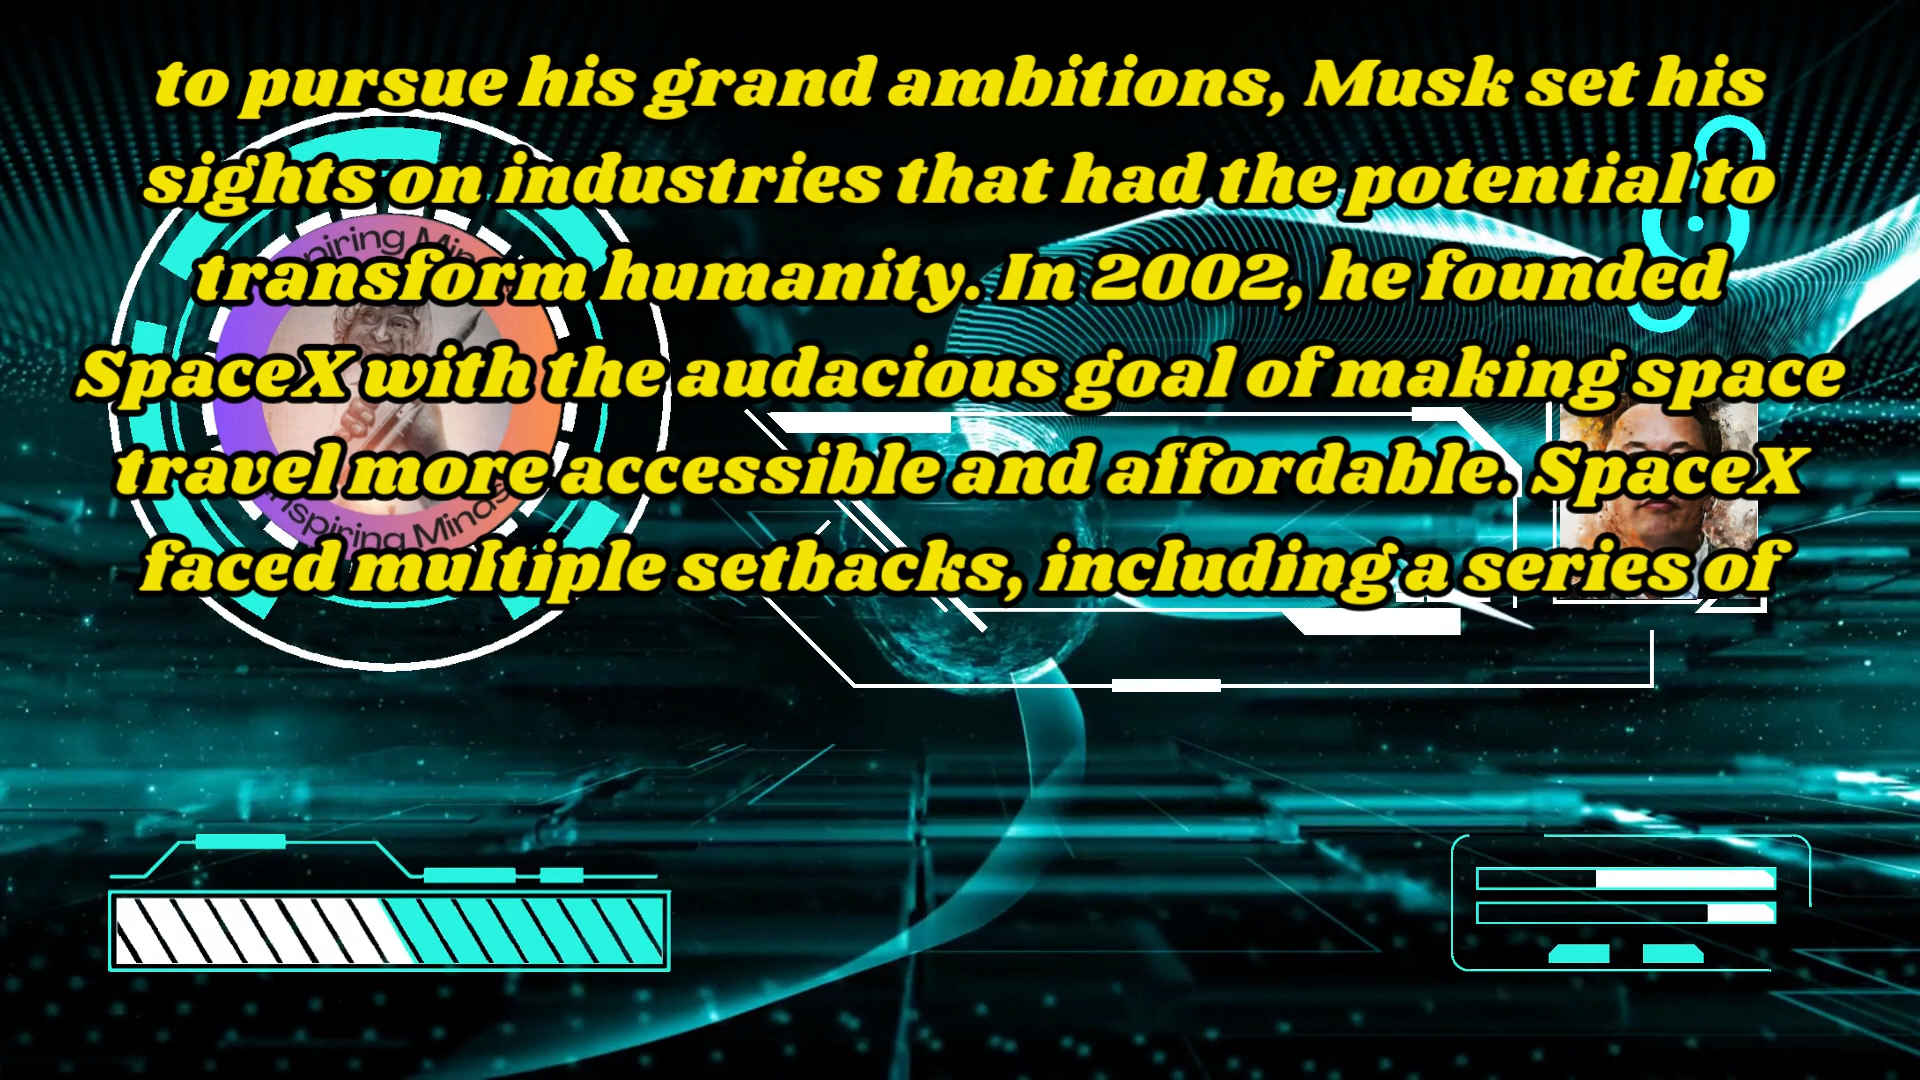 to pursue his grand ambitions, Musk set his
sights on industries that had the potential to
transform humanity. In 2002, he founded
SpaceX with the audacious goal of making space
travel more accessible and affordable. SpaceX
faced multiple setbacks, including a series of
Inspiring Minds